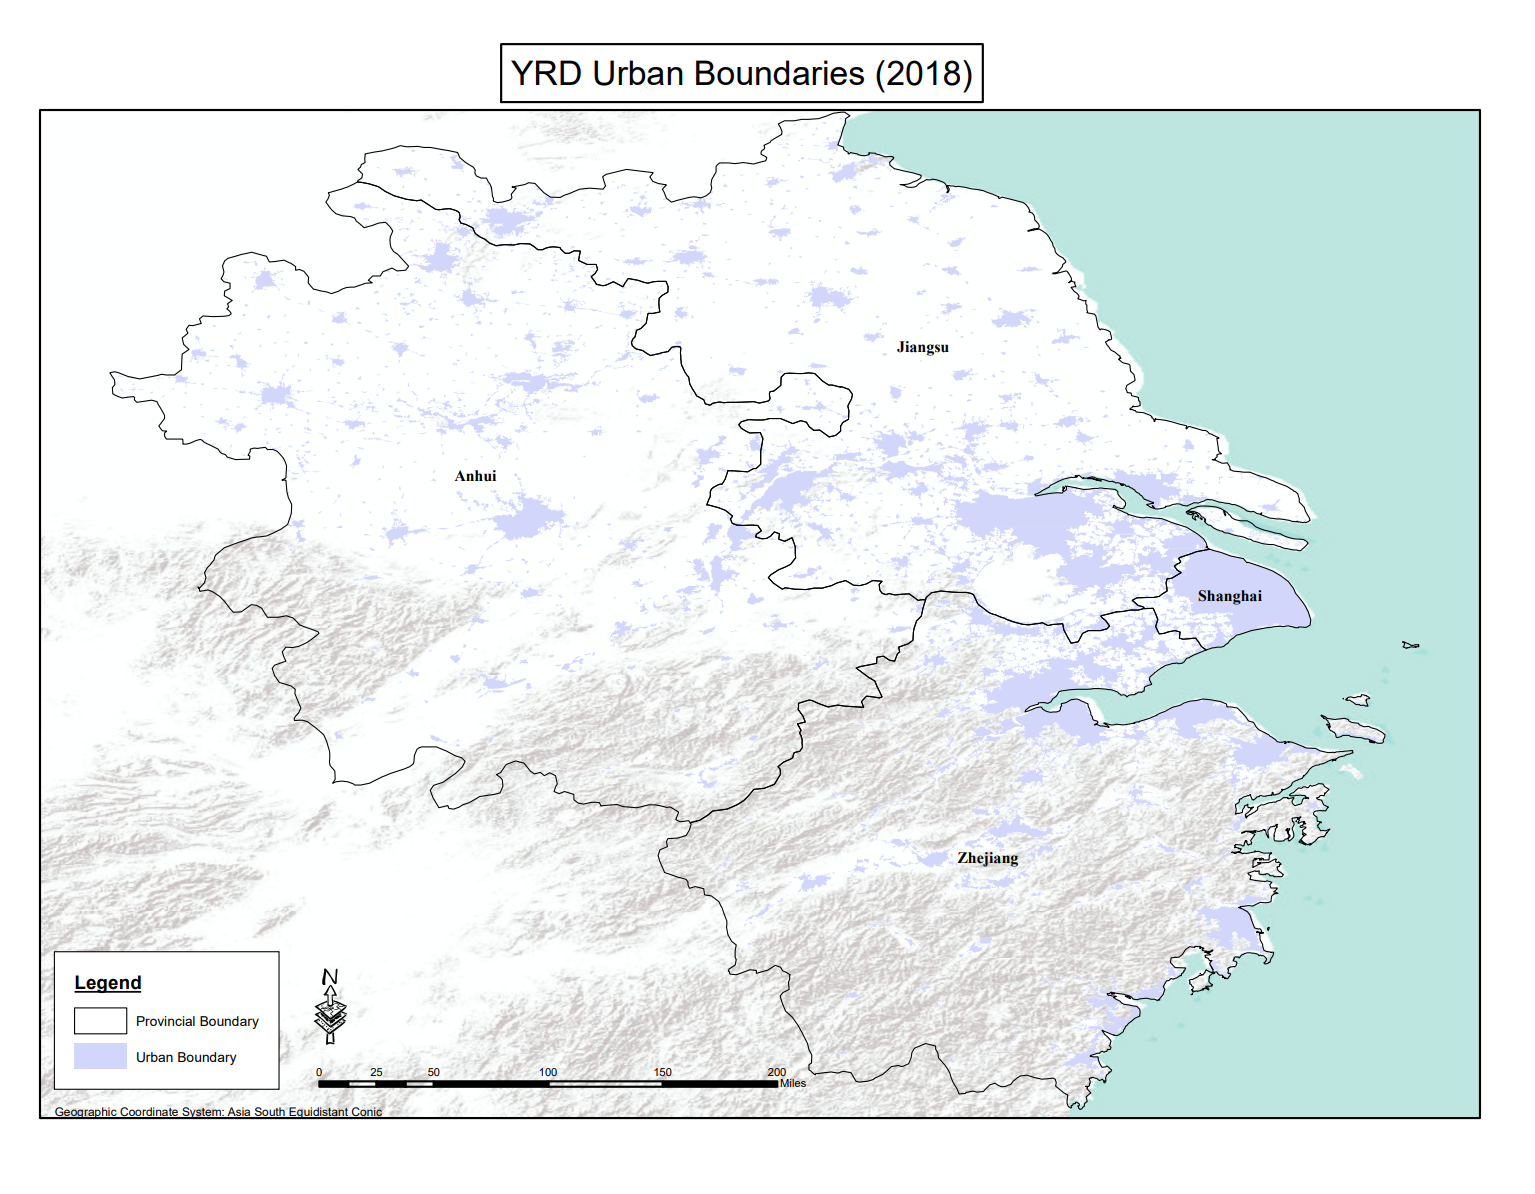 YRD Urban Boundaries (2018)
Jiangsu
Anhui
Shanghai
Zhejiang
Legend
Provincial Boundary
Urban Boundary
N
0 25 50 100 150 200
Miles
Geographic Coordinate System: Asia South Equidistant Conic